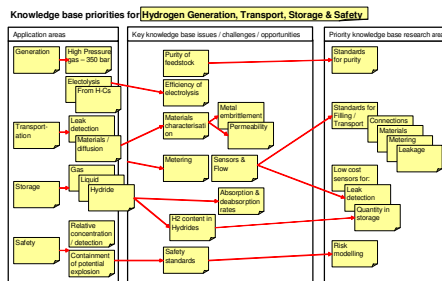 Knowledge base priorities for Hydrogen Generation, Transport, Storage & Safety
Application areas
Key knowledge base issues / challenges / opportunities
Priority knowledge base research area
Generation
High Pressure
gas – 350 bar
Electrolysis
From H-Cs
Purity of
feedstock
Efficiency of
electrolysis
Standards
for purity
Transport-
ation
Leak
detection
Materials /
diffusion
Materials
characterisati
on
Metal
embrittlement
Permeability
Metering
Sensors &
Flow
Standards for
Filling /
Transport
Connections
Materials
Metering
Leakage
Storage
Gas
Liquid
Hydride
Absorption &
deabsorption
rates
H2 content in
Hydrides
Low cost
sensors for:
Leak
detection
Quantity in
storage
Safety
Relative
concentration
/ detection
Containment
of potential
explosion
Safety
standards
Risk
modelling